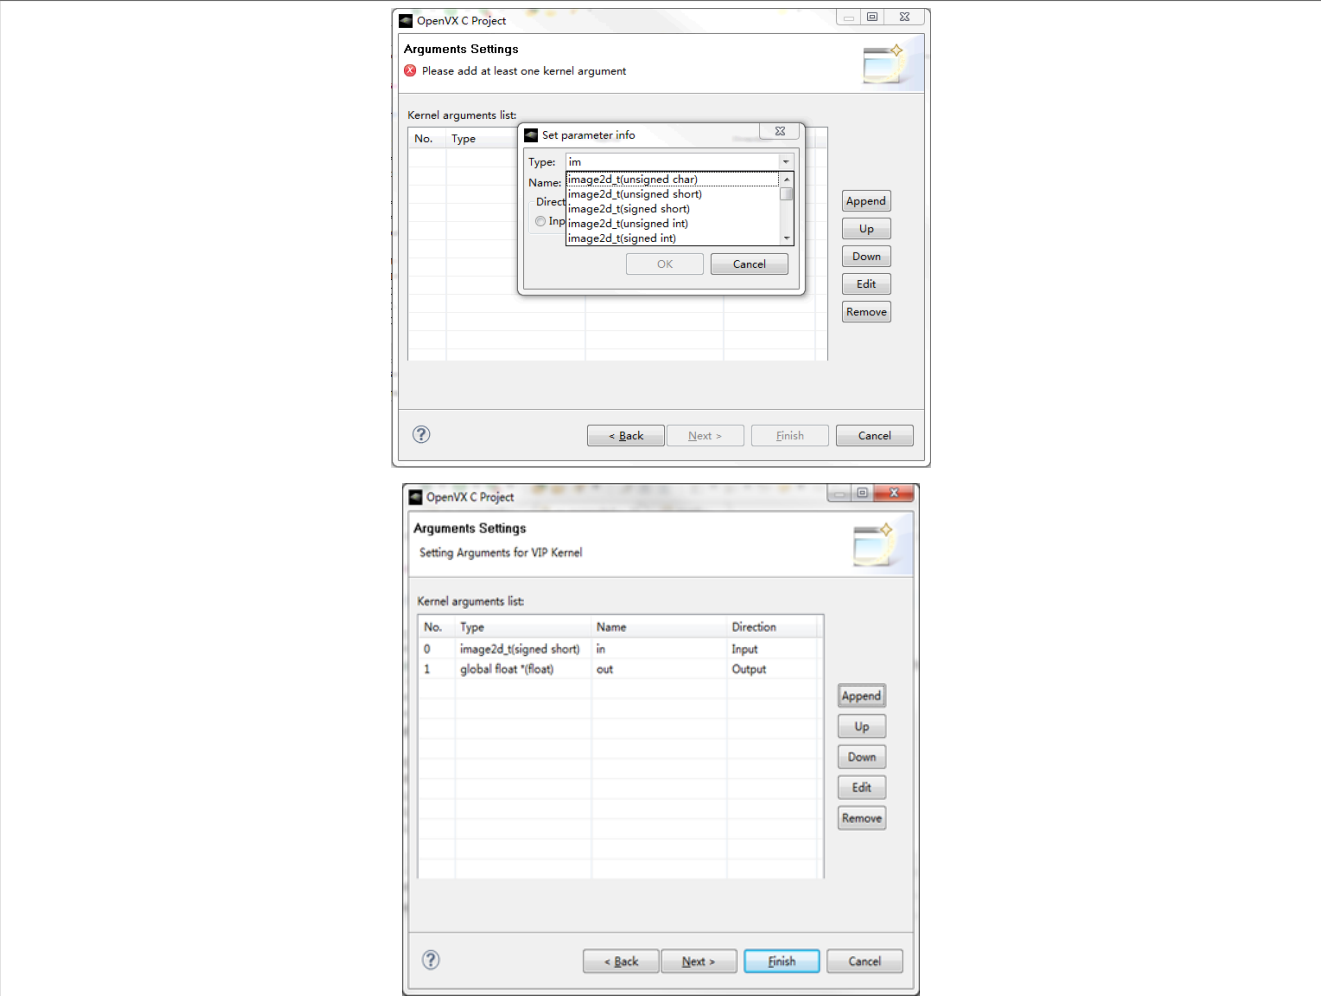 OpenVX C Project
Arguments Settings
Please add at least one kernel argument
Kernel arguments list:
No. Type
Set parameter info
Type: im
Name:
image2d_t(unsigned char)
image2d_t(unsigned short)
Direct
image2d_t(signed short)
Inp
image2d_t(unsigned int)
image2d_t(signed int)
OK Cancel
Append
Up
Down
Edit
Remove
< Back Next > Finish Cancel
OpenVX C Project
Arguments Settings
Setting Arguments for VIP Kernel
Kernel arguments list:
No. Type Name Direction
0 image2d_t(signed short) in Input
1 global float *(float) out Output
Append
Up
Down
Edit
Remove
< Back Next > Finish Cancel